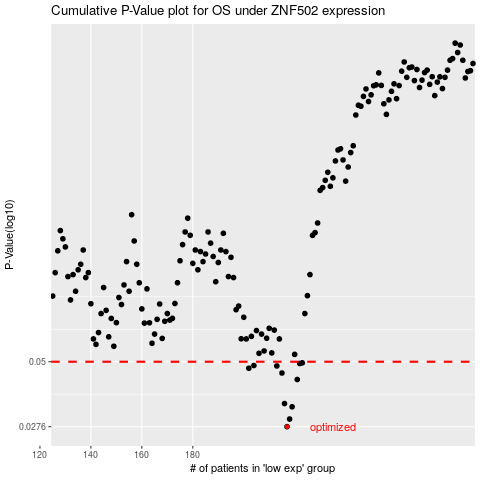 Cumulative P-Value plot for OS under ZNF502 expression
P-Value(log10)
0.05
0.0276
optimized
120 140 160 180
# of patients in 'low exp' group